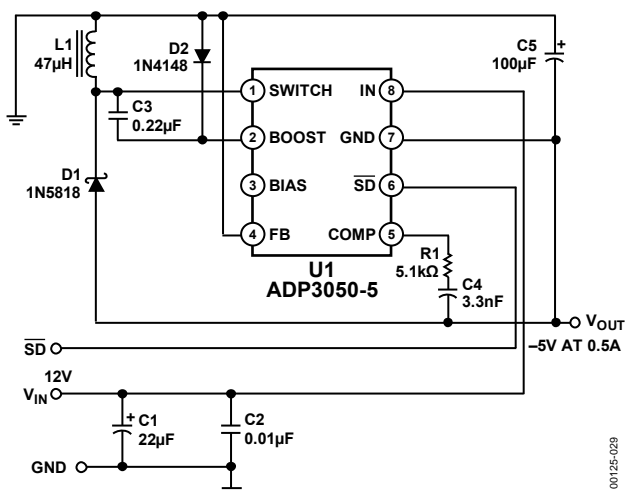 L1
47µH
D2
1N4148
C5
100µF
+
C3
0.22µF
1 SWITCH IN 8
2 BOOST GND 7
3 BIAS SD 6
4 FB COMP 5
D1
1N5818
U1
ADP3050-5
R1
5.1kΩ
C4
3.3nF
VOUT
–5V AT 0.5A
SD
12V
VIN
+ C1
22µF
C2
0.01µF
GND
00125-029